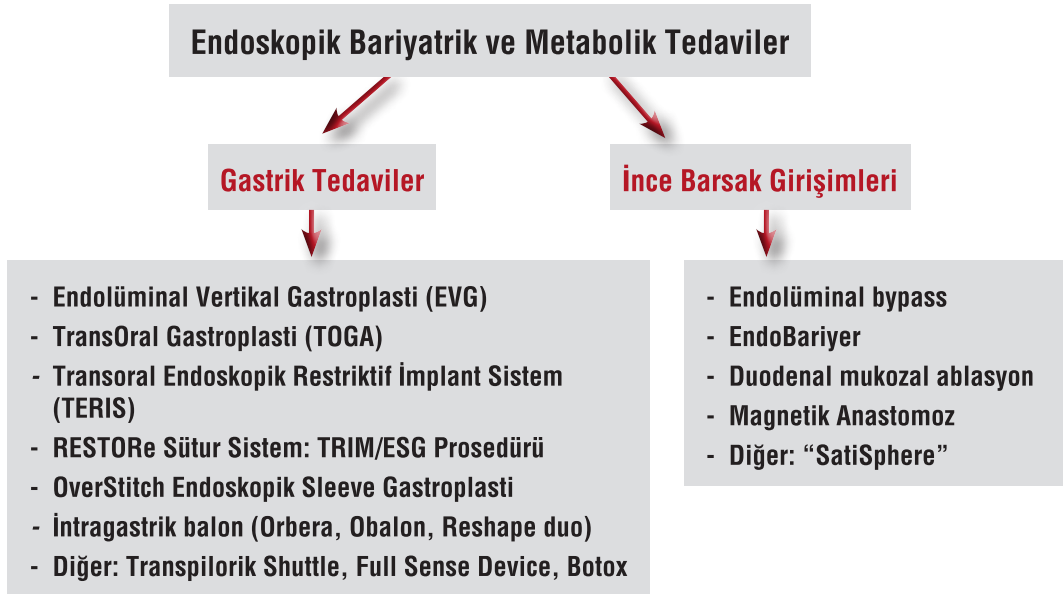 Endoskopik Bariyatrik ve Metabolik Tedaviler
Gastrik Tedaviler
- Endolüminal Vertikal Gastroplasti (EVG)
- TransOral Gastroplasti (TOGA)
- Transoral Endoskopik Restriktif İmplant Sistem
(TERIS)
- RESTORe Sütur Sistem: TRIM/ESG Prosedürü
- OverStitch Endoskopik Sleeve Gastroplasti
- İntragastrik balon (Orbera, Obalon, Reshape duo)
- Diğer: Transpilorik Shuttle, Full Sense Device, Botox
İnce Barsak Girişimleri
- Endolüminal bypass
- EndoBariyer
- Duodenal mukozal ablasyon
- Magnetik Anastomoz
- Diğer: “SatiSphere”